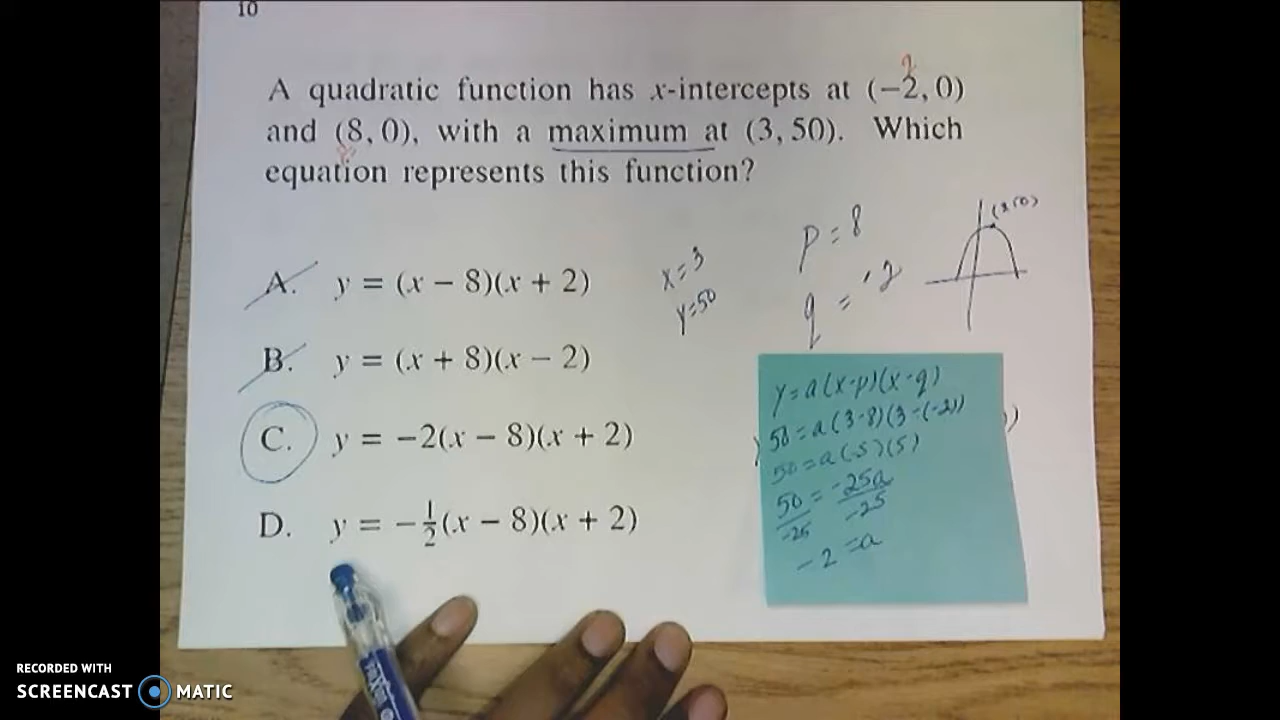 10
A quadratic function has x-intercepts at (−2, 0)
and (8, 0), with a maximum at (3, 50). Which
equation represents this function?
A. y = (x − 8)(x + 2)
B. y = (x + 8)(x − 2)
C. y = −2(x − 8)(x + 2)
D. y = −½(x − 8)(x + 2)
x=3
y=50
p=8
q = -2
y=a(x-p)(x-q)
50=a(3-8)(3-(-2))
50=a(-5)(5)
50/-25 = -25a/-25
-2=a
RECORDED WITH
SCREENCAST MATIC